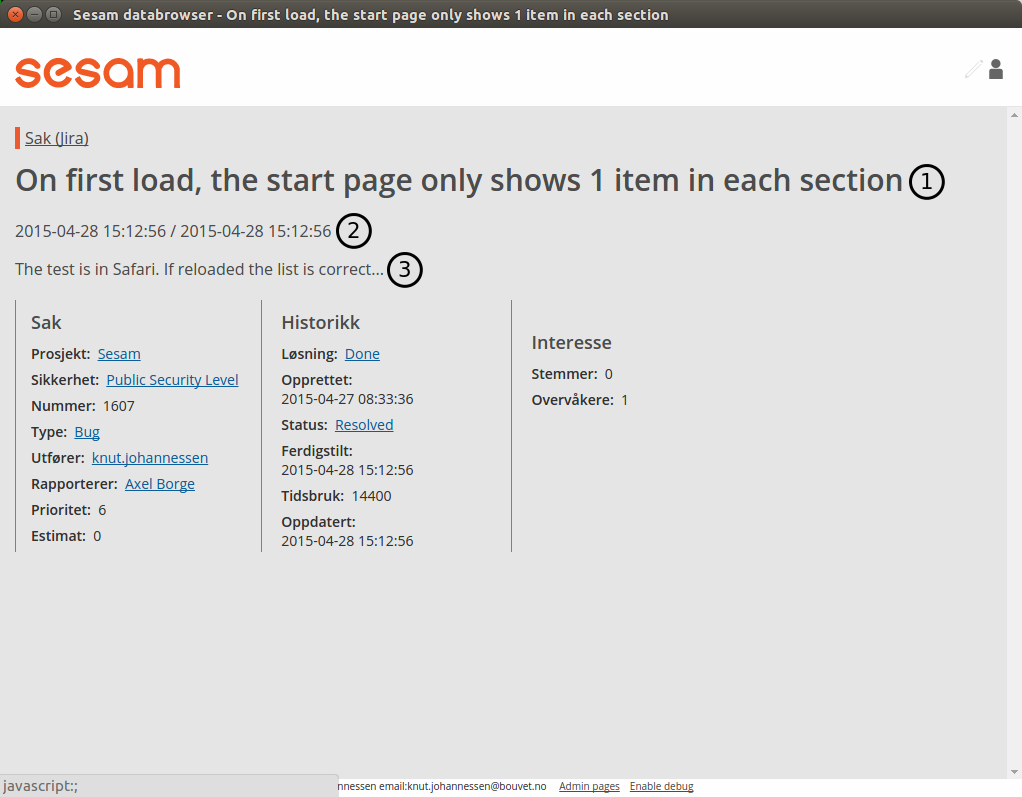 Sesam databrowser - On first load, the start page only shows 1 item in each section
sesam
Sak (Jira)
On first load, the start page only shows 1 item in each section 1
2015-04-28 15:12:56 / 2015-04-28 15:12:56 2
The test is in Safari. If reloaded the list is correct... 3
Sak
Prosjekt: Sesam
Sikkerhet: Public Security Level
Nummer: 1607
Type: Bug
Utfører: knut.johannessen
Rapporterer: Axel Borge
Prioritet: 6
Estimat: 0
Historikk
Løsning: Done
Opprettet:
2015-04-27 08:33:36
Status: Resolved
Ferdigstilt:
2015-04-28 15:12:56
Tidsbruk: 14400
Oppdatert:
2015-04-28 15:12:56
Interesse
Stemmer: 0
Overvåkere: 1
javascript:;
nnessen email:knut.johannessen@bouvet.no Admin pages Enable debug